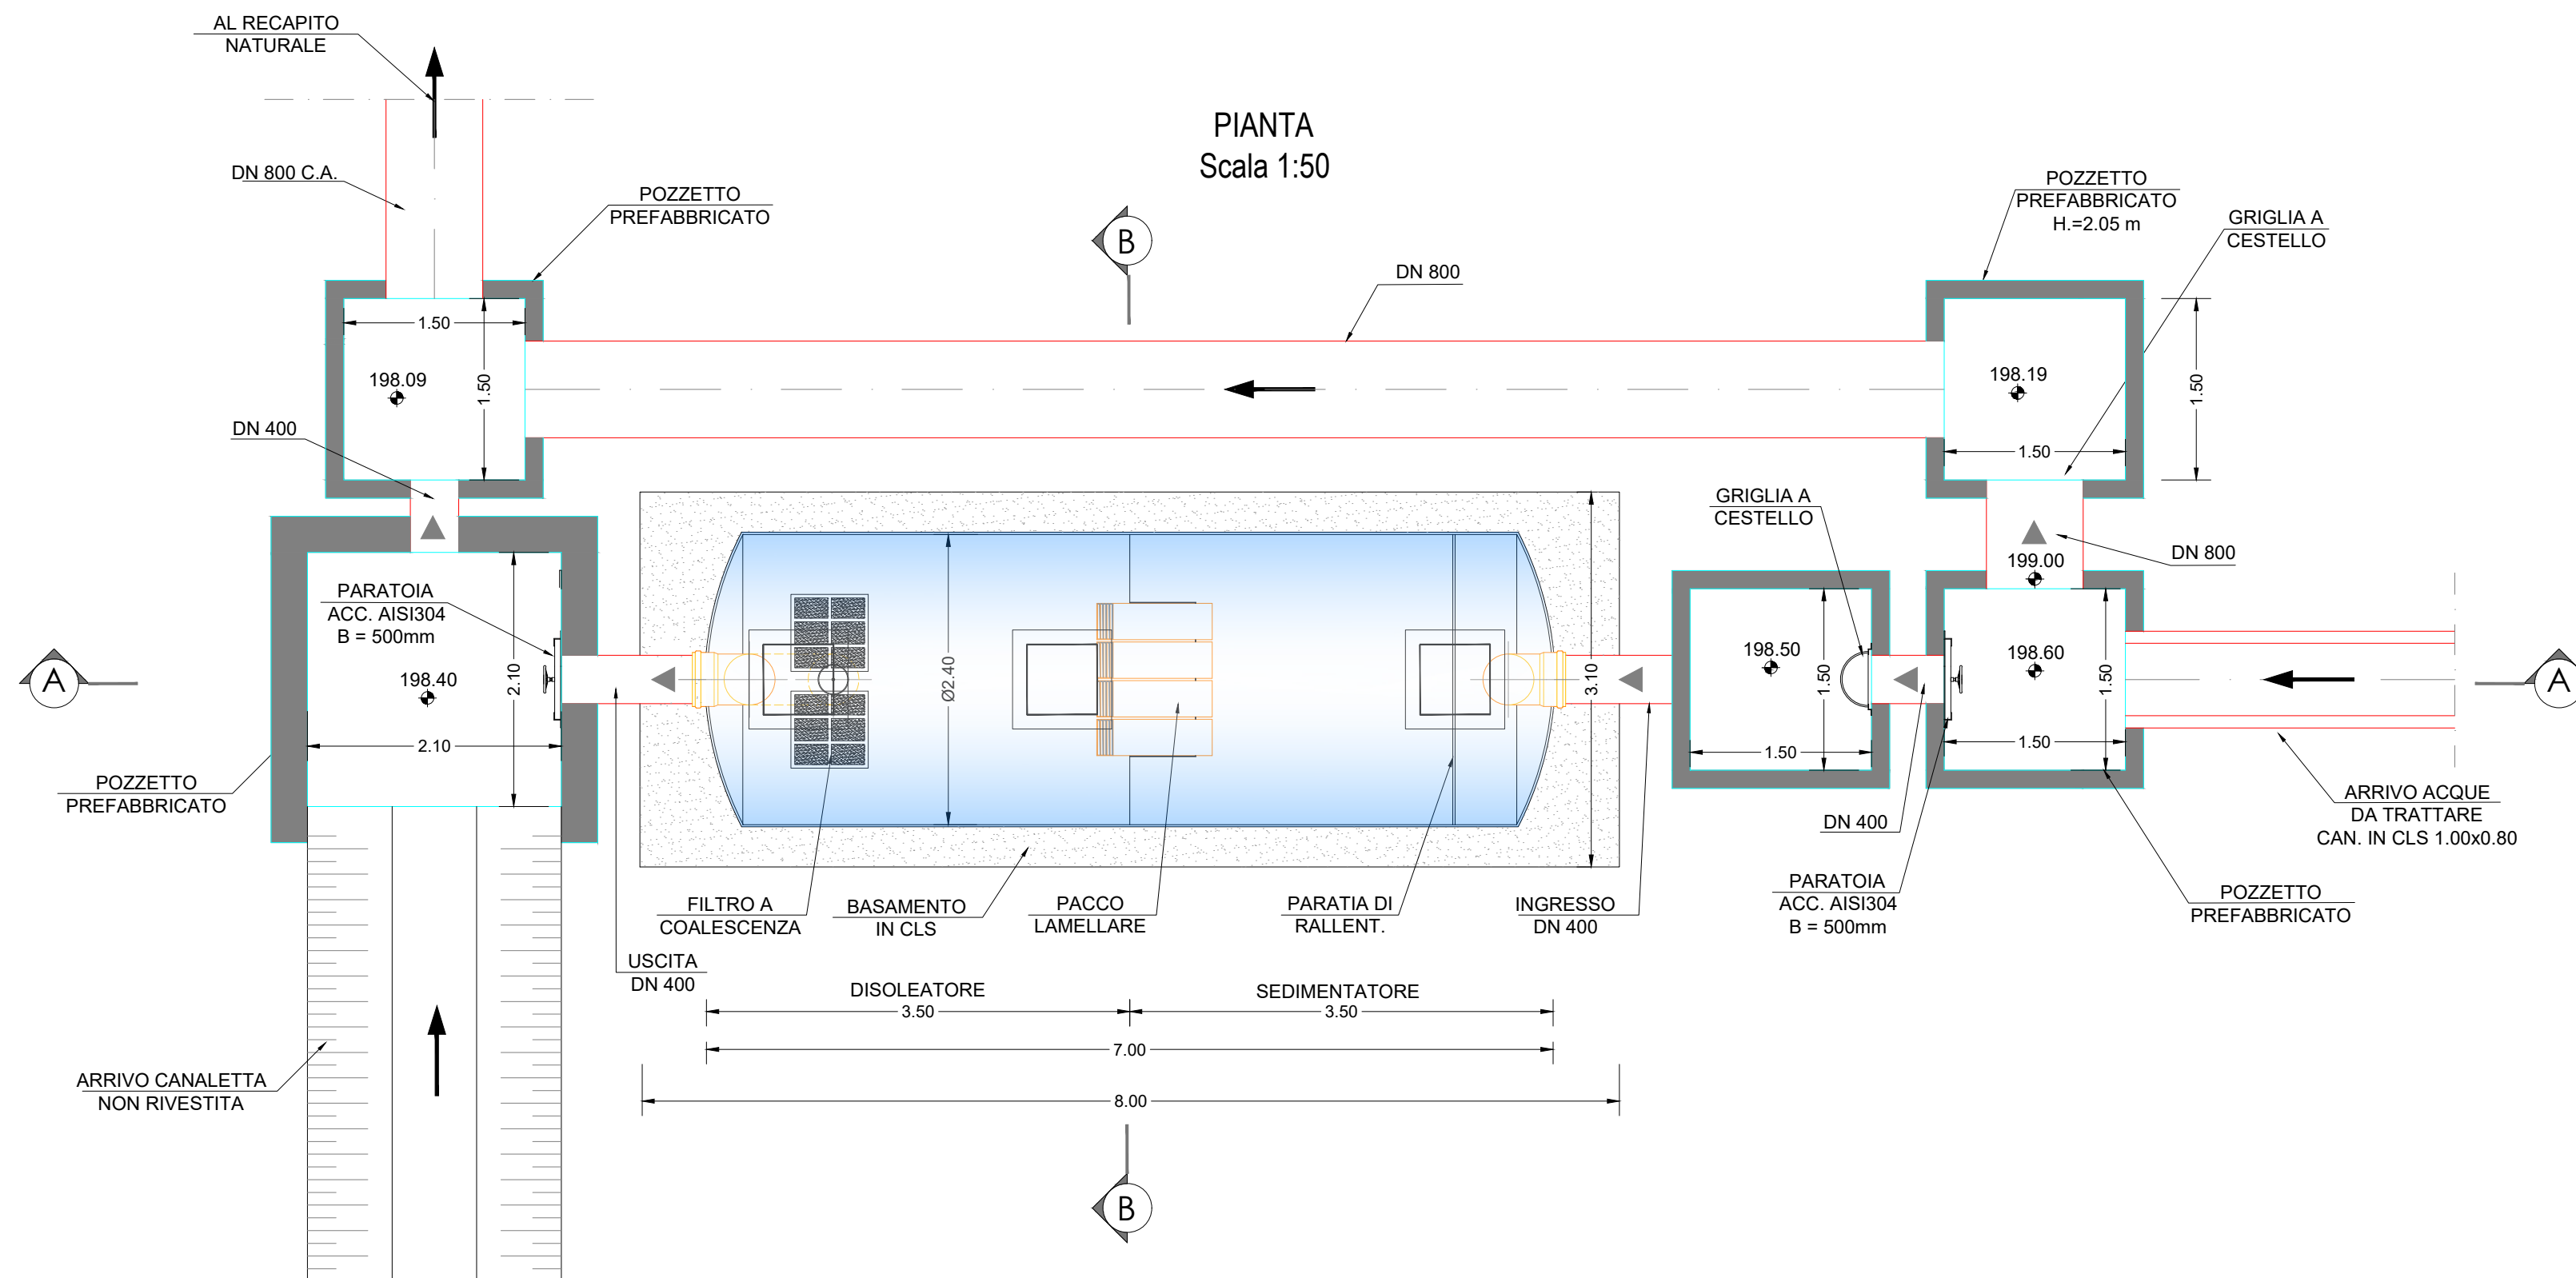 AL RECAPITO
NATURALE
PIANTA
Scala 1:50
DN 800 C.A.
POZZETTO
PREFABBRICATO
POZZETTO
PREFABBRICATO
H.=2.05 m
GRIGLIA A
CESTELLO
B
DN 800
1.50
198.09
1.50
198.19
1.50
1.50
DN 400
GRIGLIA A
CESTELLO
DN 800
199.00
PARATOIA
ACC. AISI304
B = 500mm
198.40
2.10
2.10
Ø2.40
3.10
198.50
1.50
1.50
198.60
1.50
1.50
A
A
POZZETTO
PREFABBRICATO
DN 400
ARRIVO ACQUE
DA TRATTARE
CAN. IN CLS 1.00x0.80
PARATOIA
ACC. AISI304
B = 500mm
POZZETTO
PREFABBRICATO
FILTRO A
COALESCENZA
BASAMENTO
IN CLS
PACCO
LAMELLARE
PARATIA DI
RALLENT.
INGRESSO
DN 400
USCITA
DN 400
DISOLEATORE
3.50
SEDIMENTATORE
3.50
7.00
8.00
ARRIVO CANALETTA
NON RIVESTITA
B